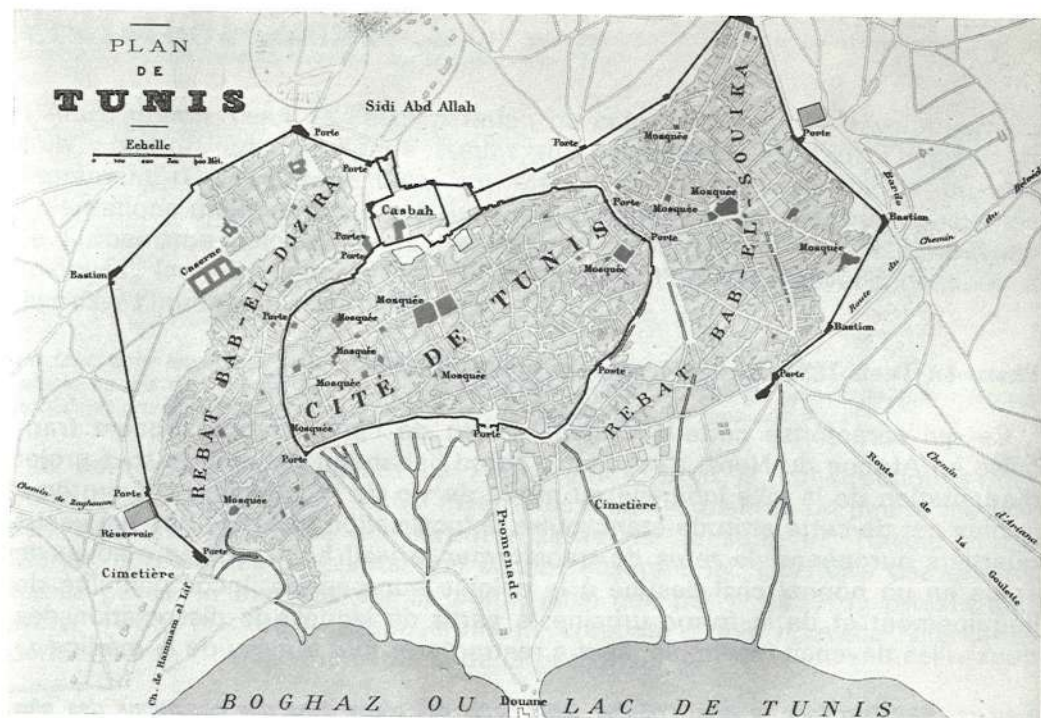 PLAN
DE
TUNIS
Echelle
Sidi Abd Allah
Porte
Porte
Casbah
Porte
Porte
Bastion
Caserne
REBAT BAB-EL-DJZIRA
Porte
Porte
Mosquée
Mosquée
Mosquée
BAB-EL-SOUIKA
REBAT
Porte
Porte
Mosquée
Porte
Bardo
Bastion
Chemin du
Route du
Mosquée
Bastion
Porte
Porte
CITÉ DE TUNIS
Mosquée
Mosquée
Mosquée
Mosquée
Mosquée
Mosquée
Porte
Porte
Mosquée
Chemin de Zaghouan
Porte
Réservoir
Porte
Cimetière
Ch. de Hammam el Lif
Promenade
Cimetière
Route de la Goulette
Chemin d'Ariana
Douane
BOGHAZ OU LAC DE TUNIS